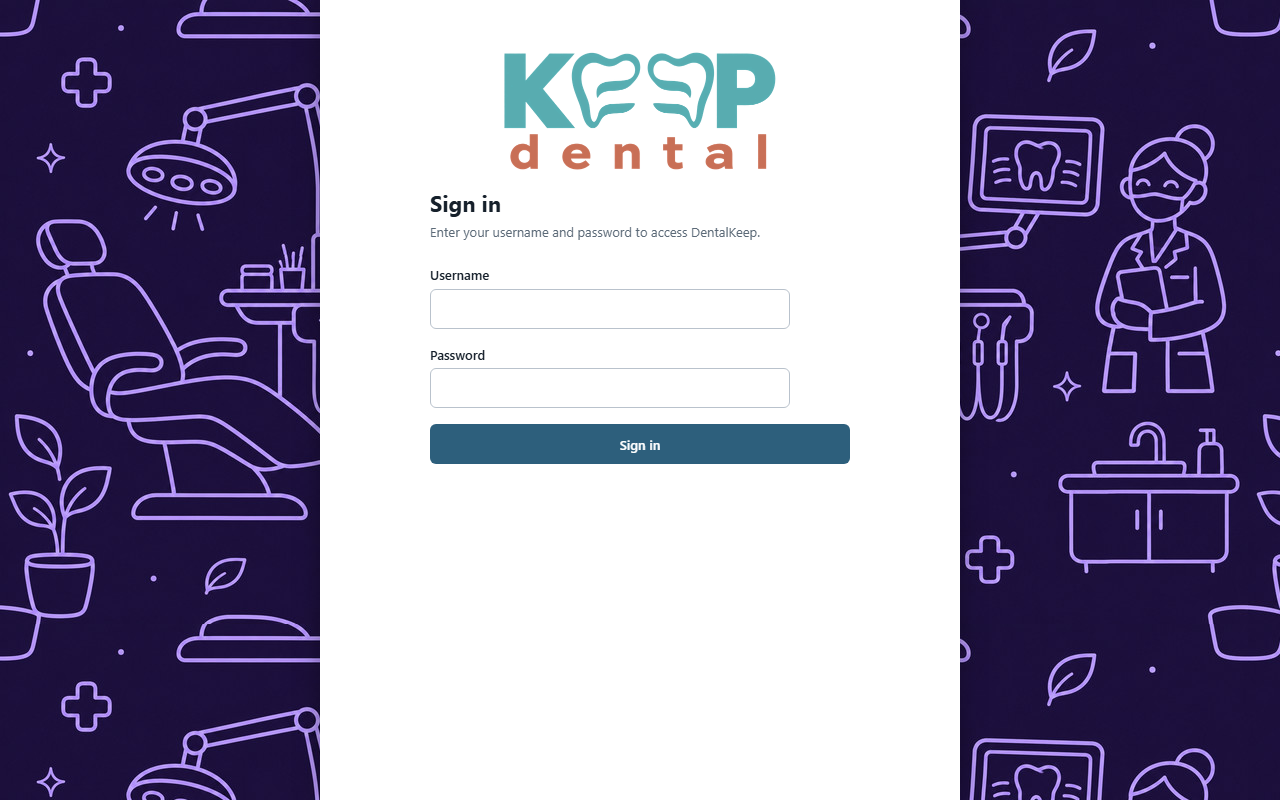 KEEP
dental
Sign in
Enter your username and password to access DentalKeep.
Username
Password
Sign in